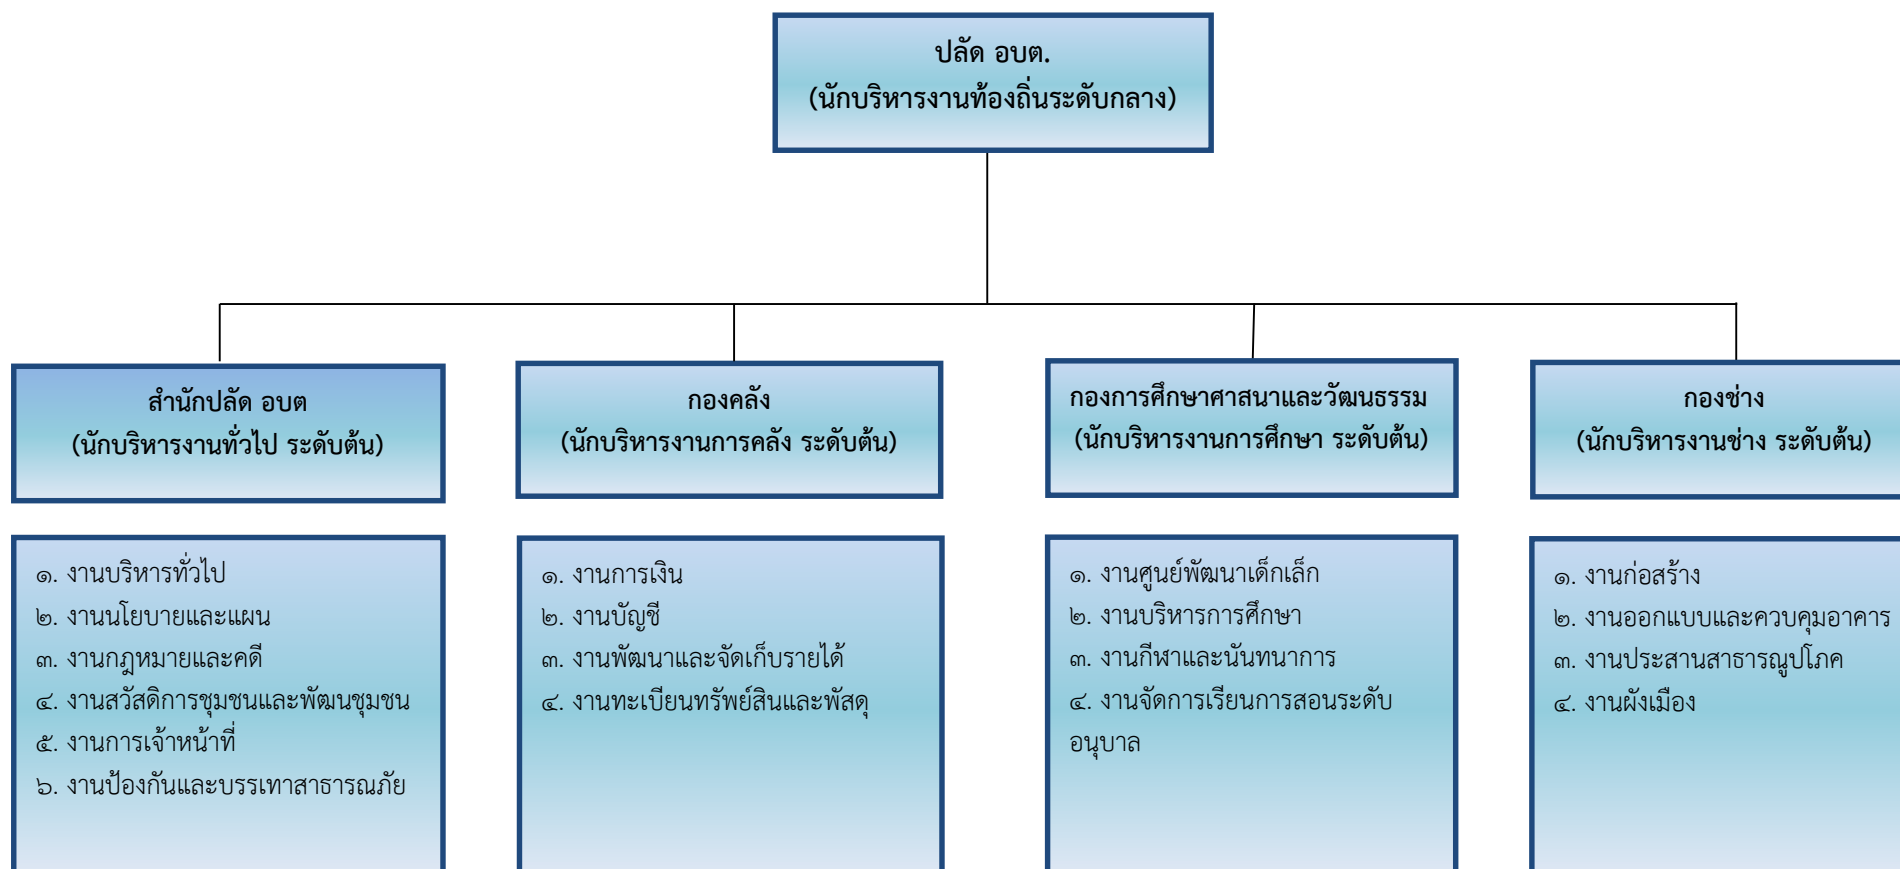 ปลัด อบต.
(นักบริหารงานท้องถิ่นระดับกลาง)
สำนักปลัด อบต
(นักบริหารงานทั่วไป ระดับต้น)
กองคลัง
(นักบริหารงานการคลัง ระดับต้น)
กองการศึกษาศาสนาและวัฒนธรรม
(นักบริหารงานการศึกษา ระดับต้น)
กองช่าง
(นักบริหารงานช่าง ระดับต้น)
๑. งานบริหารทั่วไป
๒. งานนโยบายและแผน
๓. งานกฎหมายและคดี
๔. งานสวัสดิการชุมชนและพัฒนชุมชน
๕. งานการเจ้าหน้าที่
๖. งานป้องกันและบรรเทาสาธารณภัย
๑. งานการเงิน
๒. งานบัญชี
๓. งานพัฒนาและจัดเก็บรายได้
๔. งานทะเบียนทรัพย์สินและพัสดุ
๑. งานศูนย์พัฒนาเด็กเล็ก
๒. งานบริหารการศึกษา
๓. งานกีฬาและนันทนาการ
๔. งานจัดการเรียนการสอนระดับ
อนุบาล
๑. งานก่อสร้าง
๒. งานออกแบบและควบคุมอาคาร
๓. งานประสานสาธารณูปโภค
๔. งานผังเมือง